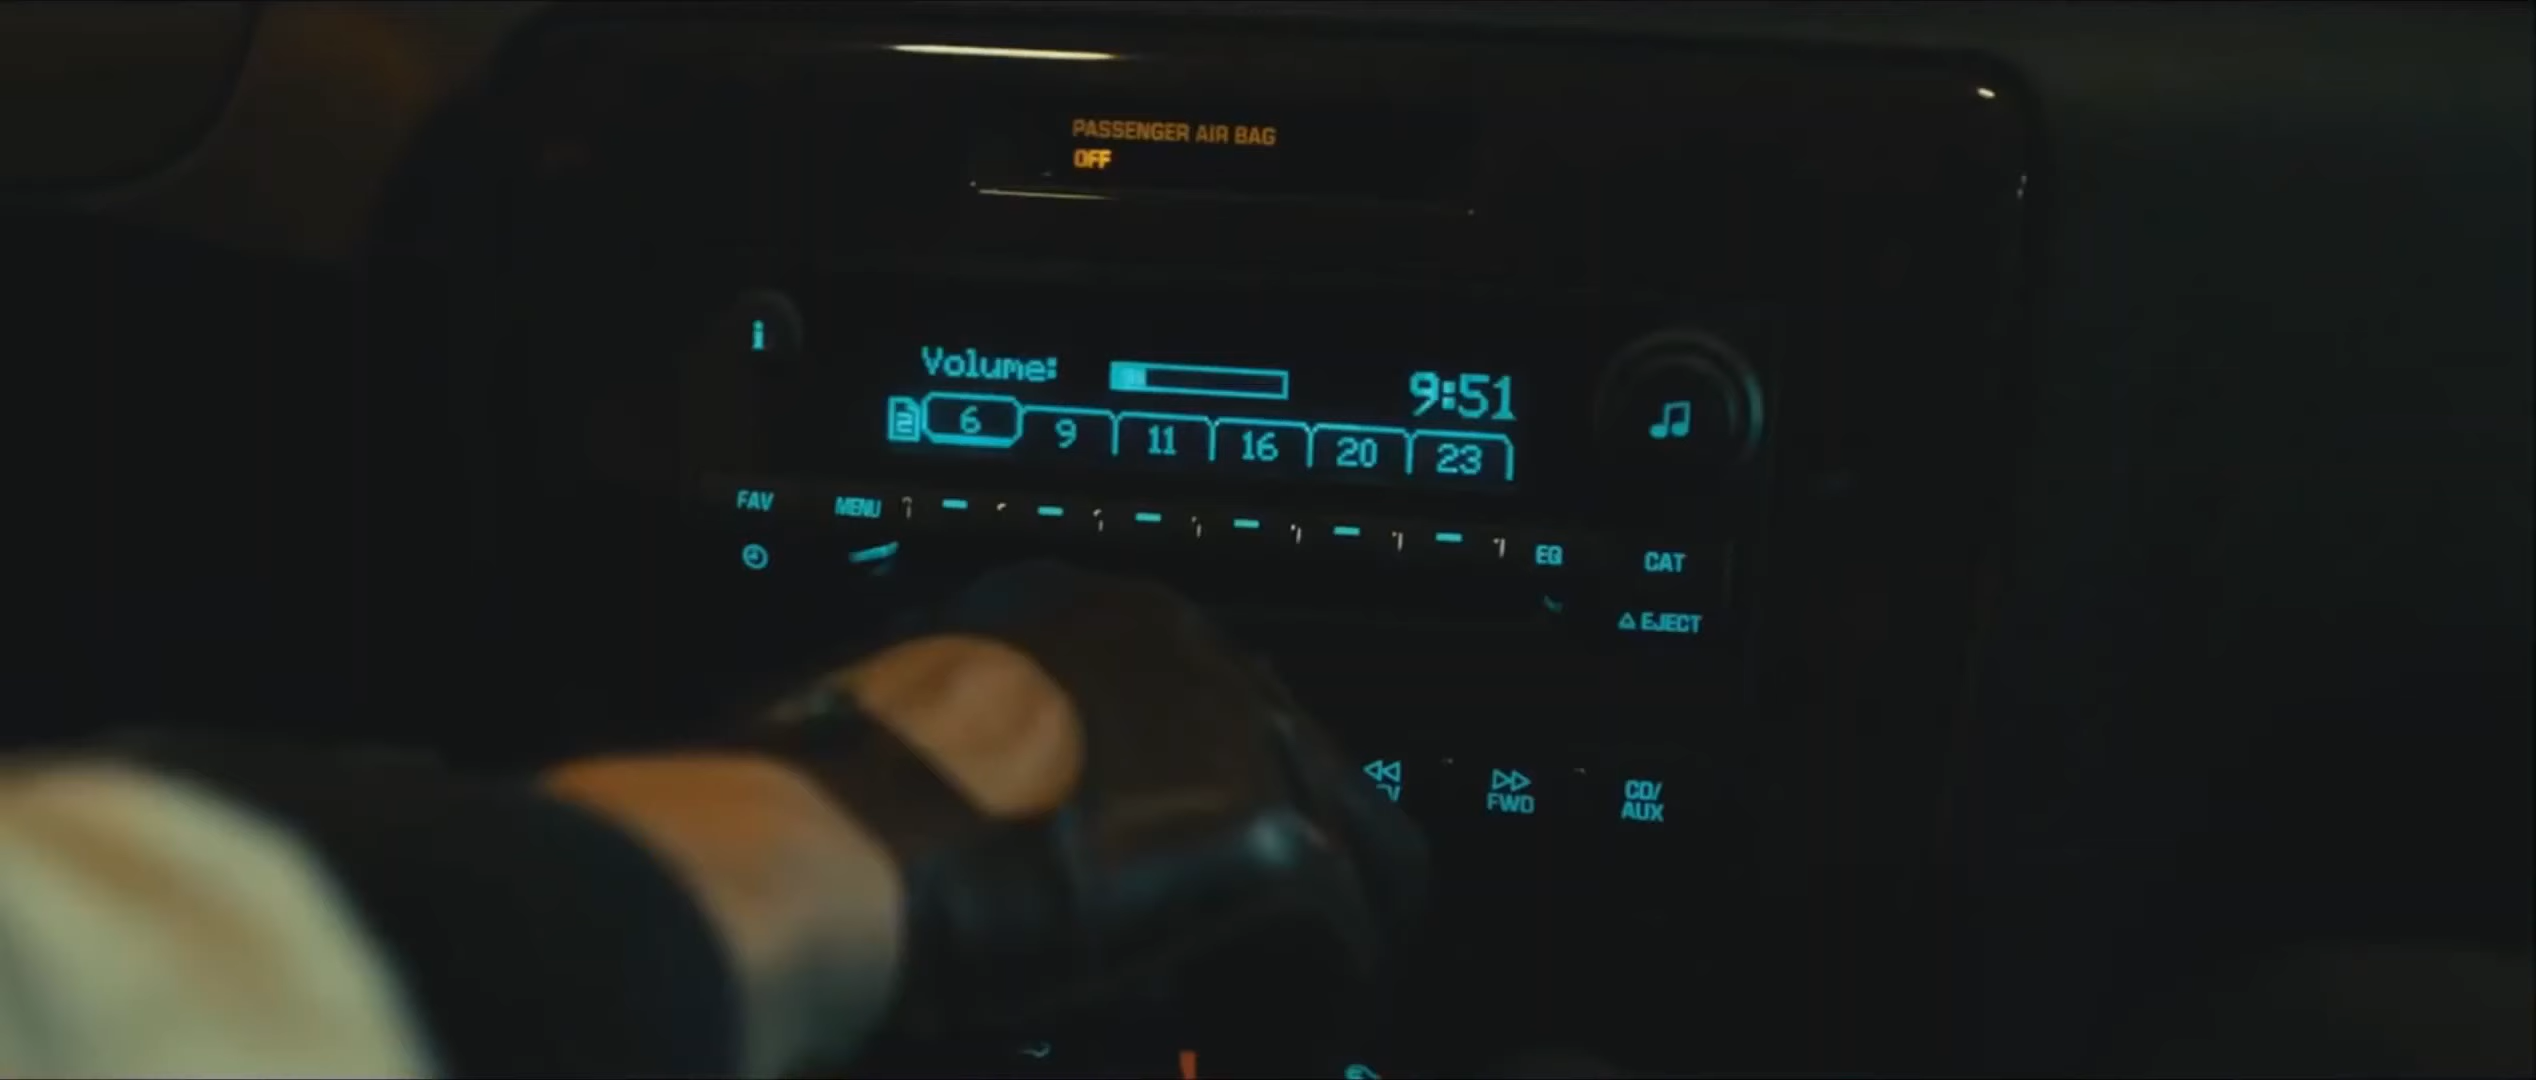 PASSENGER AIR BAG
OFF
i
Volume:
9:51
2
6 9 11 16 20 23
FAV
MENU
EQ
CAT
EJECT
FWD
CD/
AUX